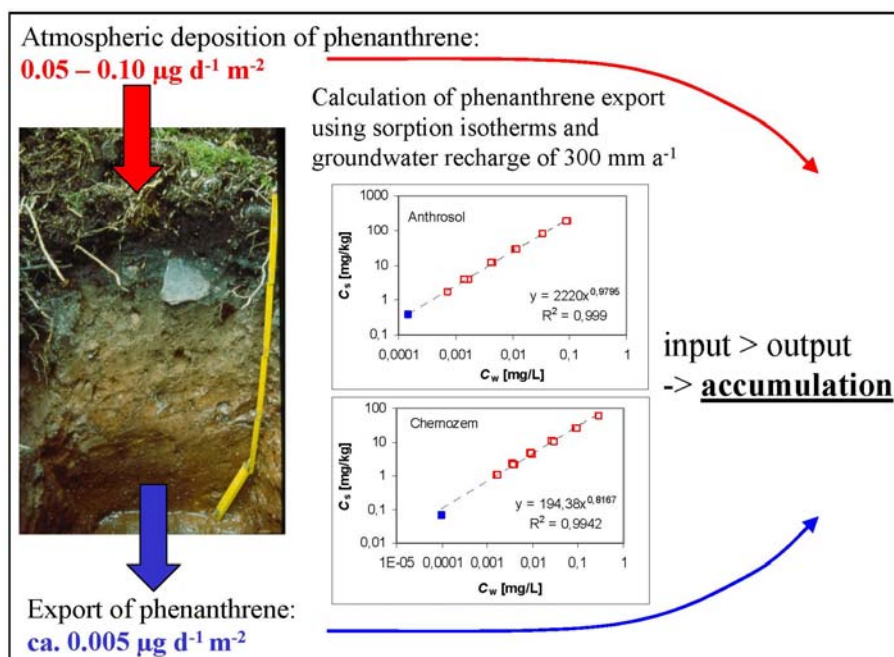 Atmospheric deposition of phenanthrene:
0.05 – 0.10 µg d⁻¹ m⁻²
Calculation of phenanthrene export
using sorption isotherms and
groundwater recharge of 300 mm a⁻¹
1000
100
10
1
0,1
Cs [mg/kg]
Anthrosol
y = 2220x^0,9795
R² = 0.999
0,0001 0,001 0,01 0,1 1
Cw [mg/L]
100
10
1
0,1
0,01
Cs [mg/kg]
Chernozem
y = 194,38x^0,8167
R² = 0,9942
1E-05 0,0001 0,001 0,01 0,1 1
Cw [mg/L]
input > output
-> accumulation
Export of phenanthrene:
ca. 0.005 µg d⁻¹ m⁻²